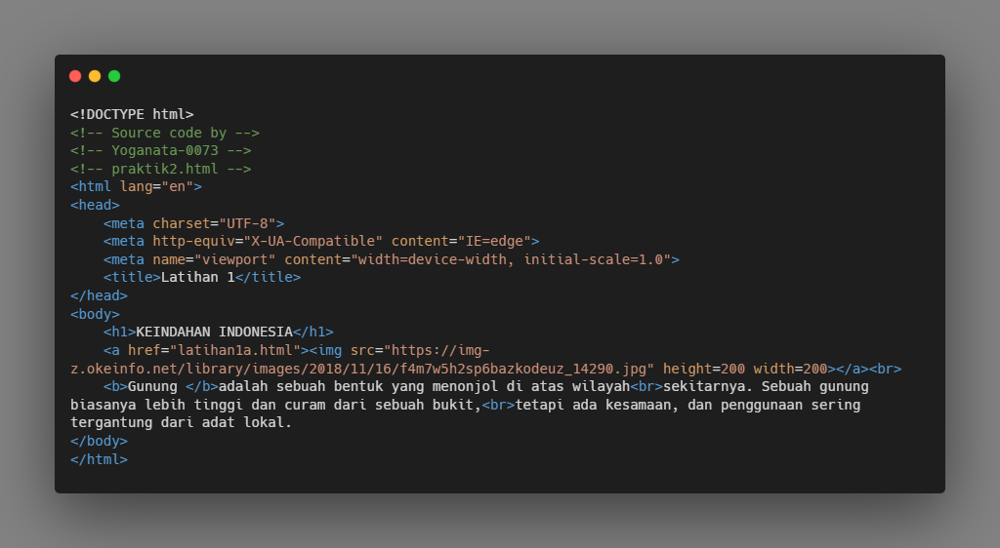 <!DOCTYPE html>
<!-- Source code by -->
<!-- Yoganata-0073 -->
<!-- praktik2.html -->
<html lang="en">
<head>
    <meta charset="UTF-8">
    <meta http-equiv="X-UA-Compatible" content="IE=edge">
    <meta name="viewport" content="width=device-width, initial-scale=1.0">
    <title>Latihan 1</title>
</head>
<body>
    <h1>KEINDAHAN INDONESIA</h1>
    <a href="latihan1a.html"><img src="https://img-
z.okeinfo.net/library/images/2018/11/16/f4m7w5h2sp6bazkodeuz_14290.jpg" height=200 width=200></a><br>
    <b>Gunung </b>adalah sebuah bentuk yang menonjol di atas wilayah<br>sekitarnya. Sebuah gunung
biasanya lebih tinggi dan curam dari sebuah bukit,<br>tetapi ada kesamaan, dan penggunaan sering
tergantung dari adat lokal.
</body>
</html>